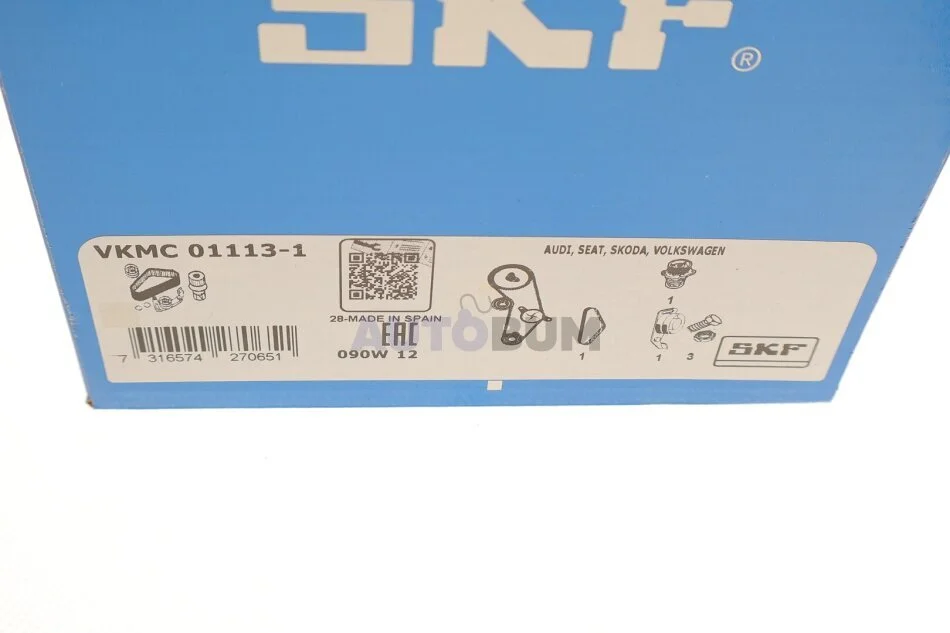 SKF
®
VKMC 01113-1
AUDI, SEAT, SKODA, VOLKSWAGEN
28-MADE IN SPAIN
EAC
AUTOBUM
090W 12
7 316574 270651
1
1
1 3
SKF